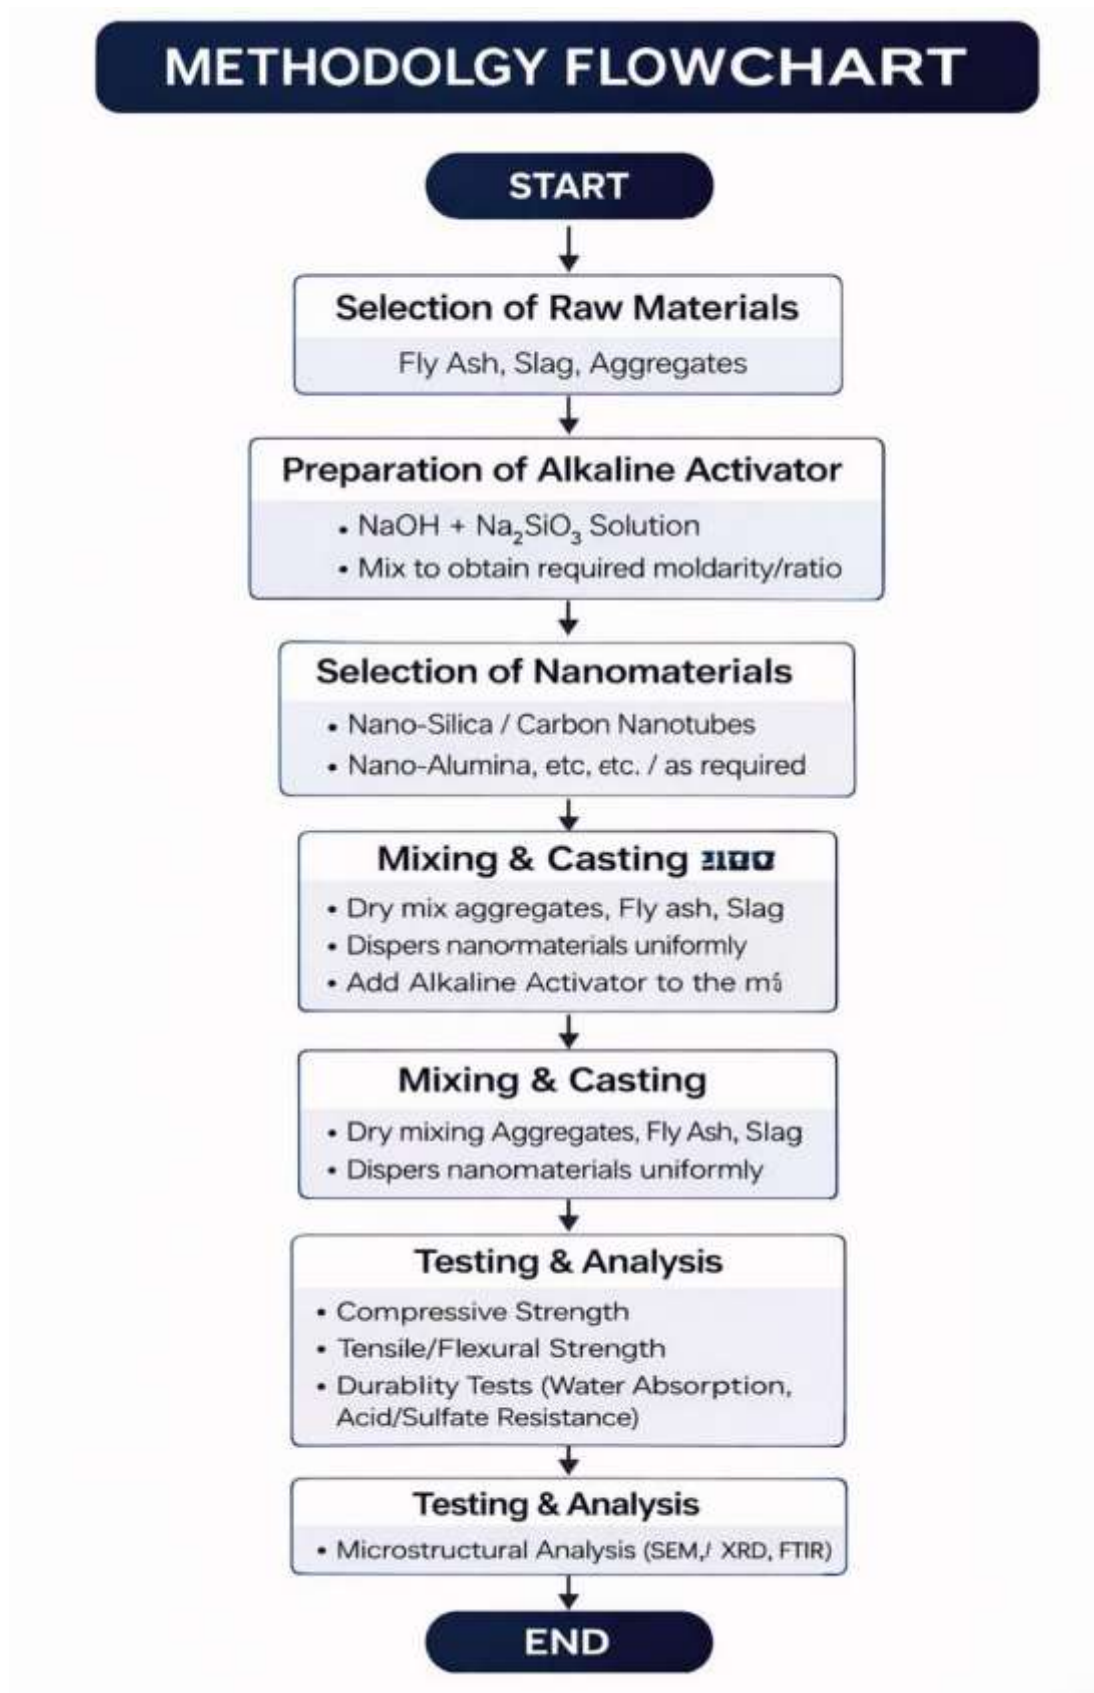 METHODOLGY FLOWCHART
START
Selection of Raw Materials
Fly Ash, Slag, Aggregates
Preparation of Alkaline Activator
• NaOH + Na₂SiO₃ Solution
• Mix to obtain required moldarity/ratio
Selection of Nanomaterials
• Nano-Silica / Carbon Nanotubes
• Nano-Alumina, etc, etc. / as required
Mixing & Casting
• Dry mix aggregates, Fly ash, Slag
• Dispers nanomaterials uniformly
• Add Alkaline Activator to the
Mixing & Casting
• Dry mixing Aggregates, Fly Ash, Slag
• Dispers nanomaterials uniformly
Testing & Analysis
• Compressive Strength
• Tensile/Flexural Strength
• Durablity Tests (Water Absorption,
Acid/Sulfate Resistance)
Testing & Analysis
• Microstructural Analysis (SEM,/ XRD, FTIR)
END